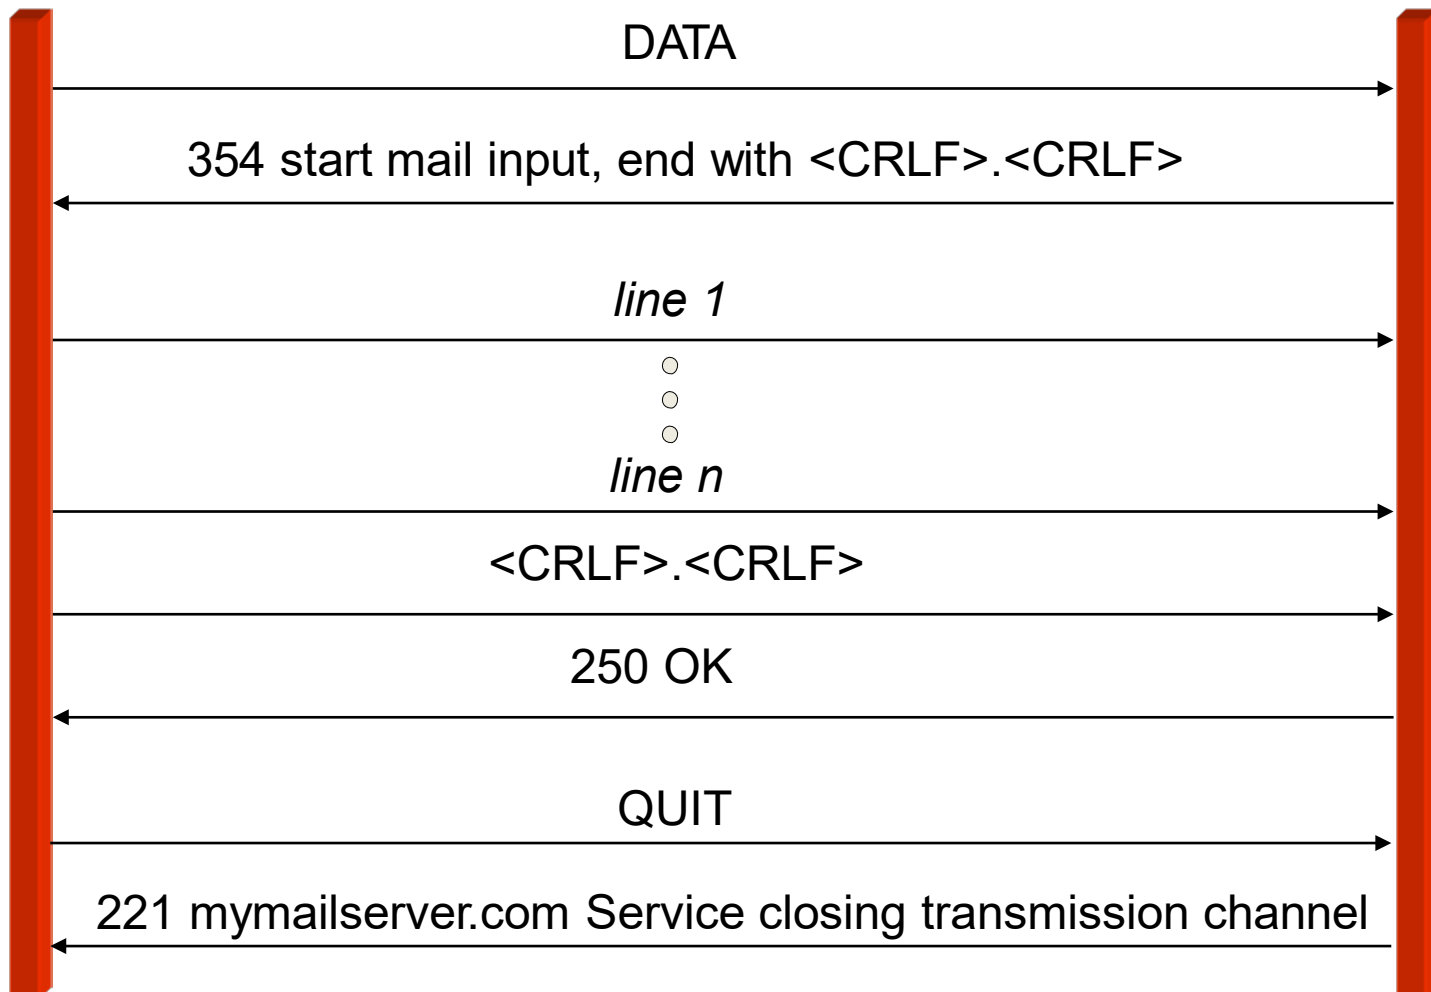 DATA
354 start mail input, end with <CRLF>.<CRLF>
line 1
line n
<CRLF>.<CRLF>
250 OK
QUIT
221 mymailserver.com Service closing transmission channel